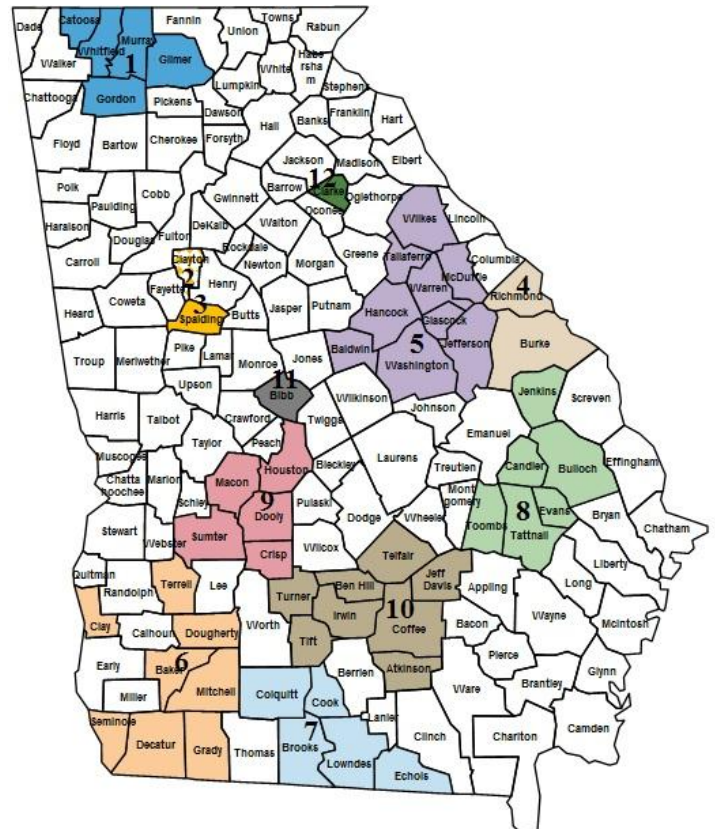 Dade
Catoosa
Fannin
Towns
Rabun
Union
Whitfield
Murray
1
Gilmer
Walker
White
Habe
rsha
m
Lumpkin
Stephens
Chattooga
Gordon
Pickens
Dawson
Banks
Franklin
Hart
Hall
Floyd
Bartow
Cherokee
Forsyth
Jackson
Madison
Elbert
12
Polk
Cobb
Barrow
Clarke
Oglethorpe
Paulding
Gwinnett
Oconee
Wilkes
Lincoln
Haralson
Douglas
Fulton
DeKalb
Walton
Rockdale
Greene
Taliaferro
Columbia
Carroll
Clayton
2
Newton
Morgan
McDuffie
Fayette
Henry
Warren
Richmond
4
Heard
Coweta
3
Spalding
Butts
Jasper
Putnam
Hancock
Glascock
Baldwin
5
Jefferson
Burke
Troup
Meriwether
Pike
Lamar
Monroe
Jones
Washington
Upson
11
Bibb
Wilkinson
Jenkins
Screven
Harris
Talbot
Crawford
Twiggs
Johnson
Emanuel
Taylor
Peach
Muscogee
Chatta
hoochee
Marion
Macon
Houston
Bleckley
Laurens
Treutlen
Candler
Bulloch
Effingham
Schley
9
Dooly
Pulaski
Mont
gomery
Toombs
8
Evans
Tattnall
Bryan
Chatham
Stewart
Webster
Sumter
Dodge
Wheeler
Crisp
Wilcox
Telfair
Liberty
Quitman
Randolph
Terrell
Lee
Turner
Ben Hill
Jeff
Davis
Appling
Long
Clay
Calhoun
Dougherty
Worth
Irwin
10
Coffee
Bacon
Wayne
McIntosh
Tift
Early
Baker
6
Pierce
Berrien
Atkinson
Glynn
Miller
Mitchell
Colquitt
Cook
Ware
Brantley
Seminole
Lanier
7
Decatur
Grady
Thomas
Brooks
Lowndes
Clinch
Charlton
Camden
Echols